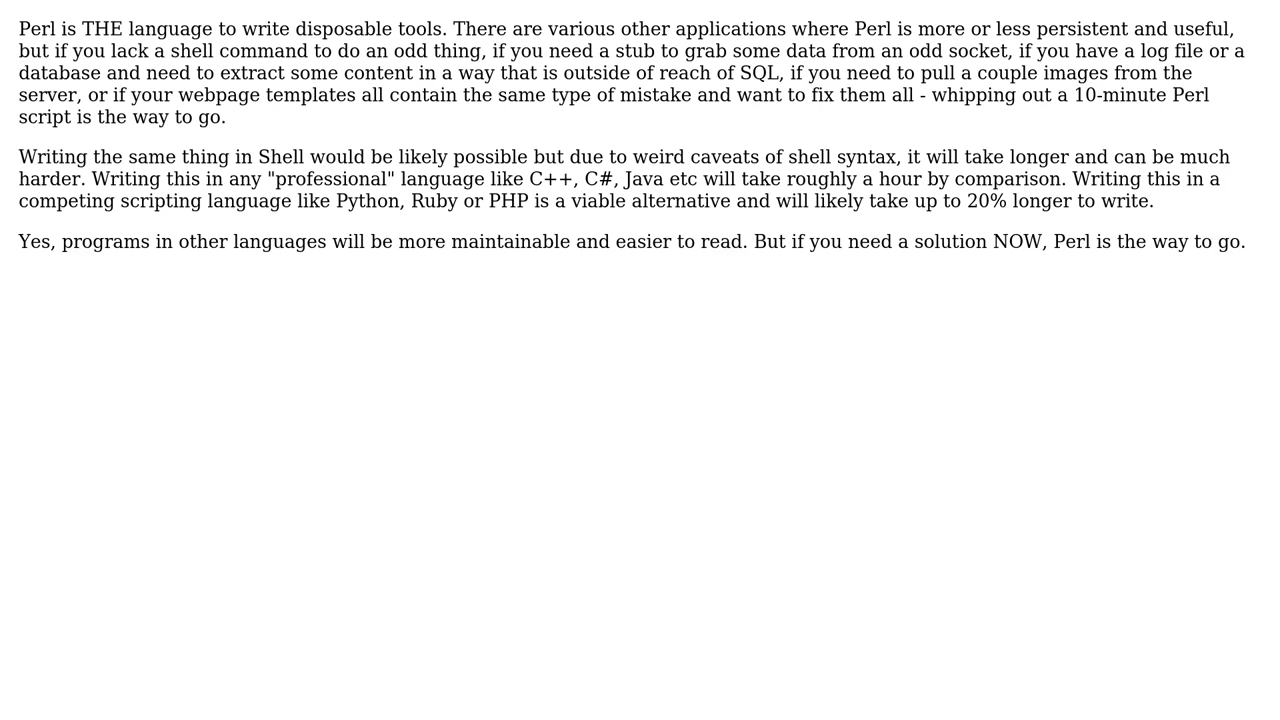 Perl is THE language to write disposable tools. There are various other applications where Perl is more or less persistent and useful,
but if you lack a shell command to do an odd thing, if you need a stub to grab some data from an odd socket, if you have a log file or a
database and need to extract some content in a way that is outside of reach of SQL, if you need to pull a couple images from the
server, or if your webpage templates all contain the same type of mistake and want to fix them all - whipping out a 10-minute Perl
script is the way to go.
Writing the same thing in Shell would be likely possible but due to weird caveats of shell syntax, it will take longer and can be much
harder. Writing this in any "professional" language like C++, C#, Java etc will take roughly a hour by comparison. Writing this in a
competing scripting language like Python, Ruby or PHP is a viable alternative and will likely take up to 20% longer to write.
Yes, programs in other languages will be more maintainable and easier to read. But if you need a solution NOW, Perl is the way to go.